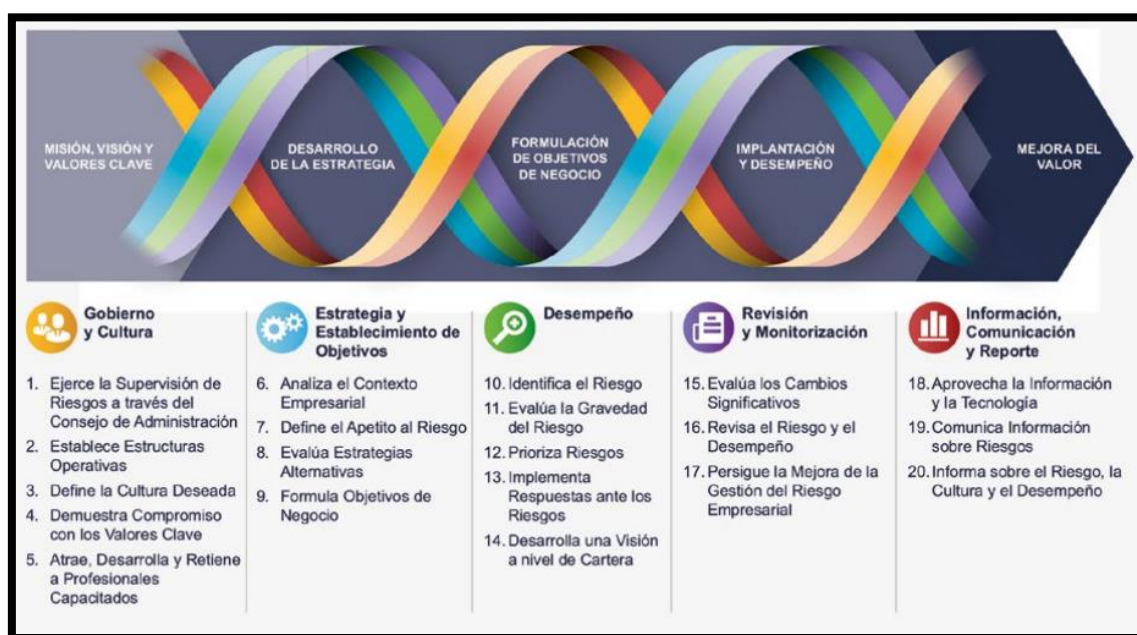 MISIÓN, VISIÓN Y
VALORES CLAVE
DESARROLLO
DE LA ESTRATEGIA
FORMULACIÓN
DE OBJETIVOS
DE NEGOCIO
IMPLANTACIÓN
Y DESEMPEÑO
MEJORA DEL
VALOR
Gobierno
y Cultura
1. Ejerce la Supervisión de
Riesgos a través del
Consejo de Administración
2. Establece Estructuras
Operativas
3. Define la Cultura Deseada
4. Demuestra Compromiso
con los Valores Clave
5. Atrae, Desarrolla y Retiene
a Profesionales
Capacitados
Estrategia y
Establecimiento de
Objetivos
6. Analiza el Contexto
Empresarial
7. Define el Apetito al Riesgo
8. Evalúa Estrategias
Alternativas
9. Formula Objetivos de
Negocio
Desempeño
10. Identifica el Riesgo
11. Evalúa la Gravedad
del Riesgo
12. Prioriza Riesgos
13. Implementa
Respuestas ante los
Riesgos
14. Desarrolla una Visión
a nivel de Cartera
Revisión
y Monitorización
15. Evalúa los Cambios
Significativos
16. Revisa el Riesgo y el
Desempeño
17. Persigue la Mejora de la
Gestión del Riesgo
Empresarial
Información,
Comunicación
y Reporte
18. Aprovecha la Información
y la Tecnología
19. Comunica Información
sobre Riesgos
20. Informa sobre el Riesgo, la
Cultura y el Desempeño